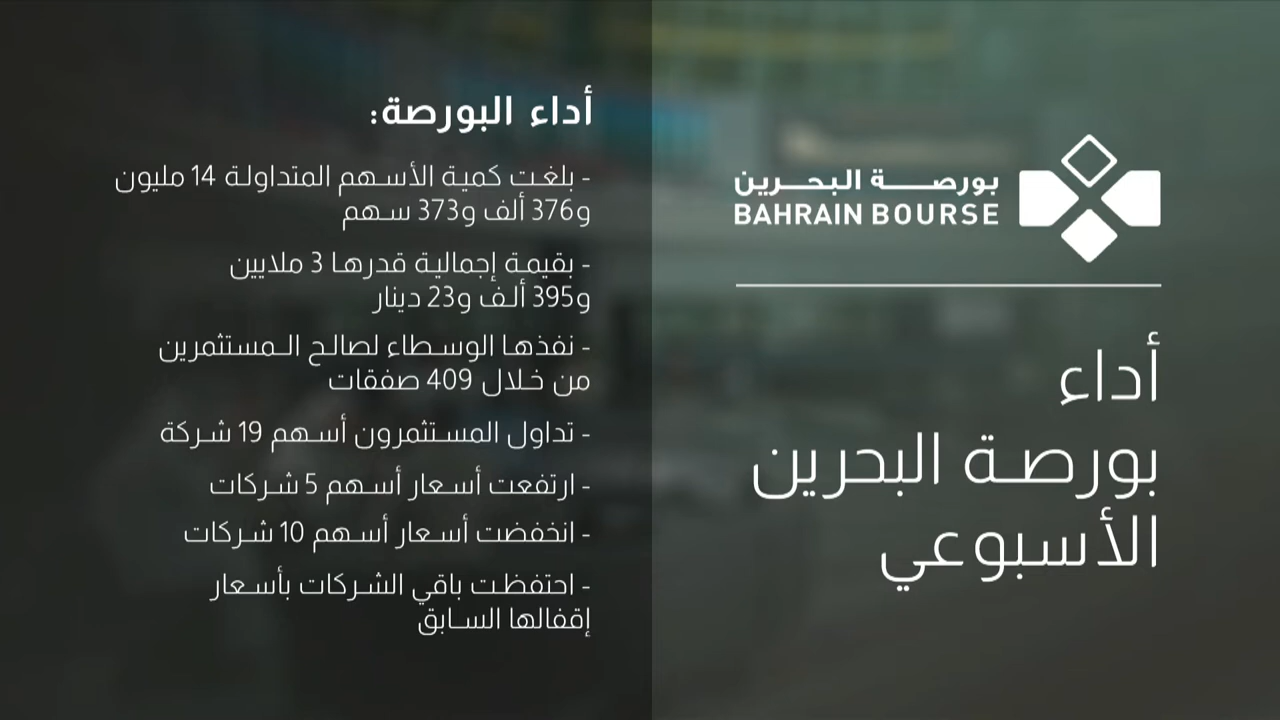 بورصة البحرين
BAHRAIN BOURSE
أداء
بورصة البحرين
الأسبوعي
أداء البورصة:
- بلغت كمية الأسهم المتداولة 14 مليون
و376 ألف و373 سهم
- بقيمة إجمالية قدرها 3 ملايين
و395 ألف و23 دينار
- نفذها الوسطاء لصالح المستثمرين
من خلال 409 صفقات
- تداول المستثمرون أسهم 19 شركة
- ارتفعت أسعار أسهم 5 شركات
- انخفضت أسعار أسهم 10 شركات
- احتفظت باقي الشركات بأسعار
إقفالها السابق